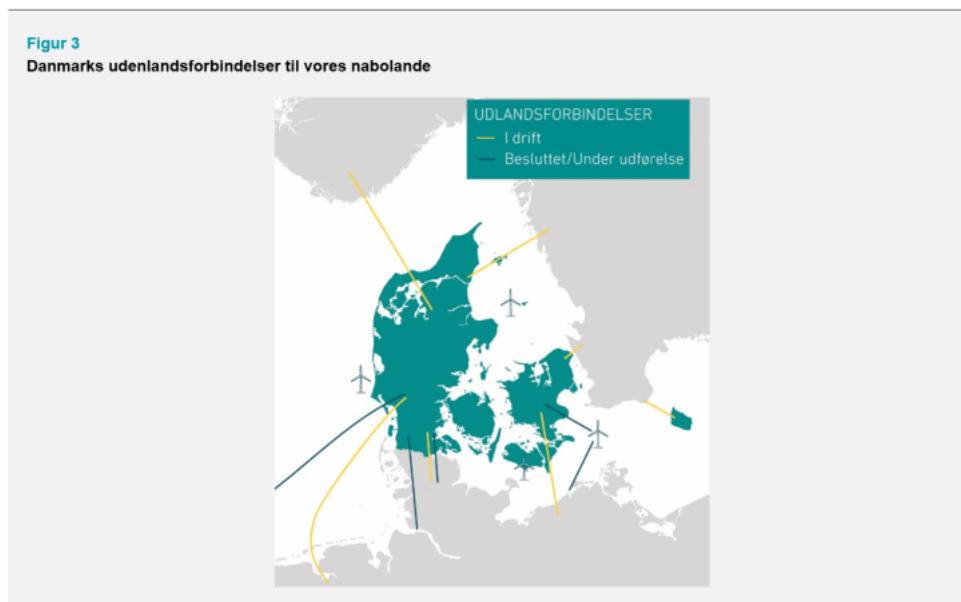 Figur 3
Danmarks udenlandsforbindelser til vores nabolande
UDLANDSFORBINDELSER
I drift
Besluttet/Under udførelse